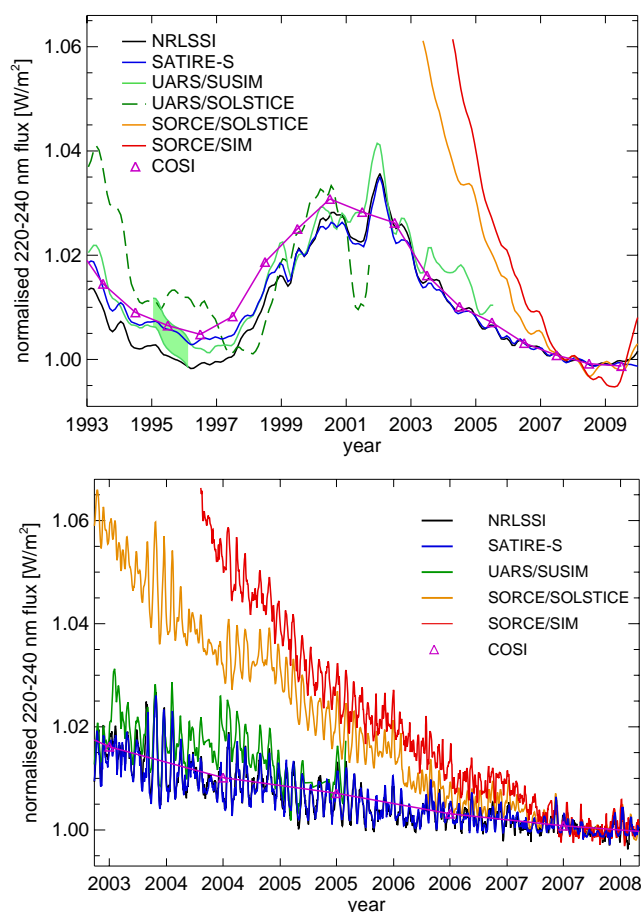 normalised 220-240 nm flux [W/m²]
1.06
1.04
1.02
1.00
NRLSSI
SATIRE-S
UARS/SUSIM
UARS/SOLSTICE
SORCE/SOLSTICE
SORCE/SIM
COSI
1993 1995 1997 1999 2001 2003 2005 2007 2009
year
normalised 220-240 nm flux [W/m²]
1.06
1.04
1.02
1.00
NRLSSI
SATIRE-S
UARS/SUSIM
SORCE/SOLSTICE
SORCE/SIM
COSI
2003 2004 2004 2005 2005 2006 2006 2007 2007 2008
year